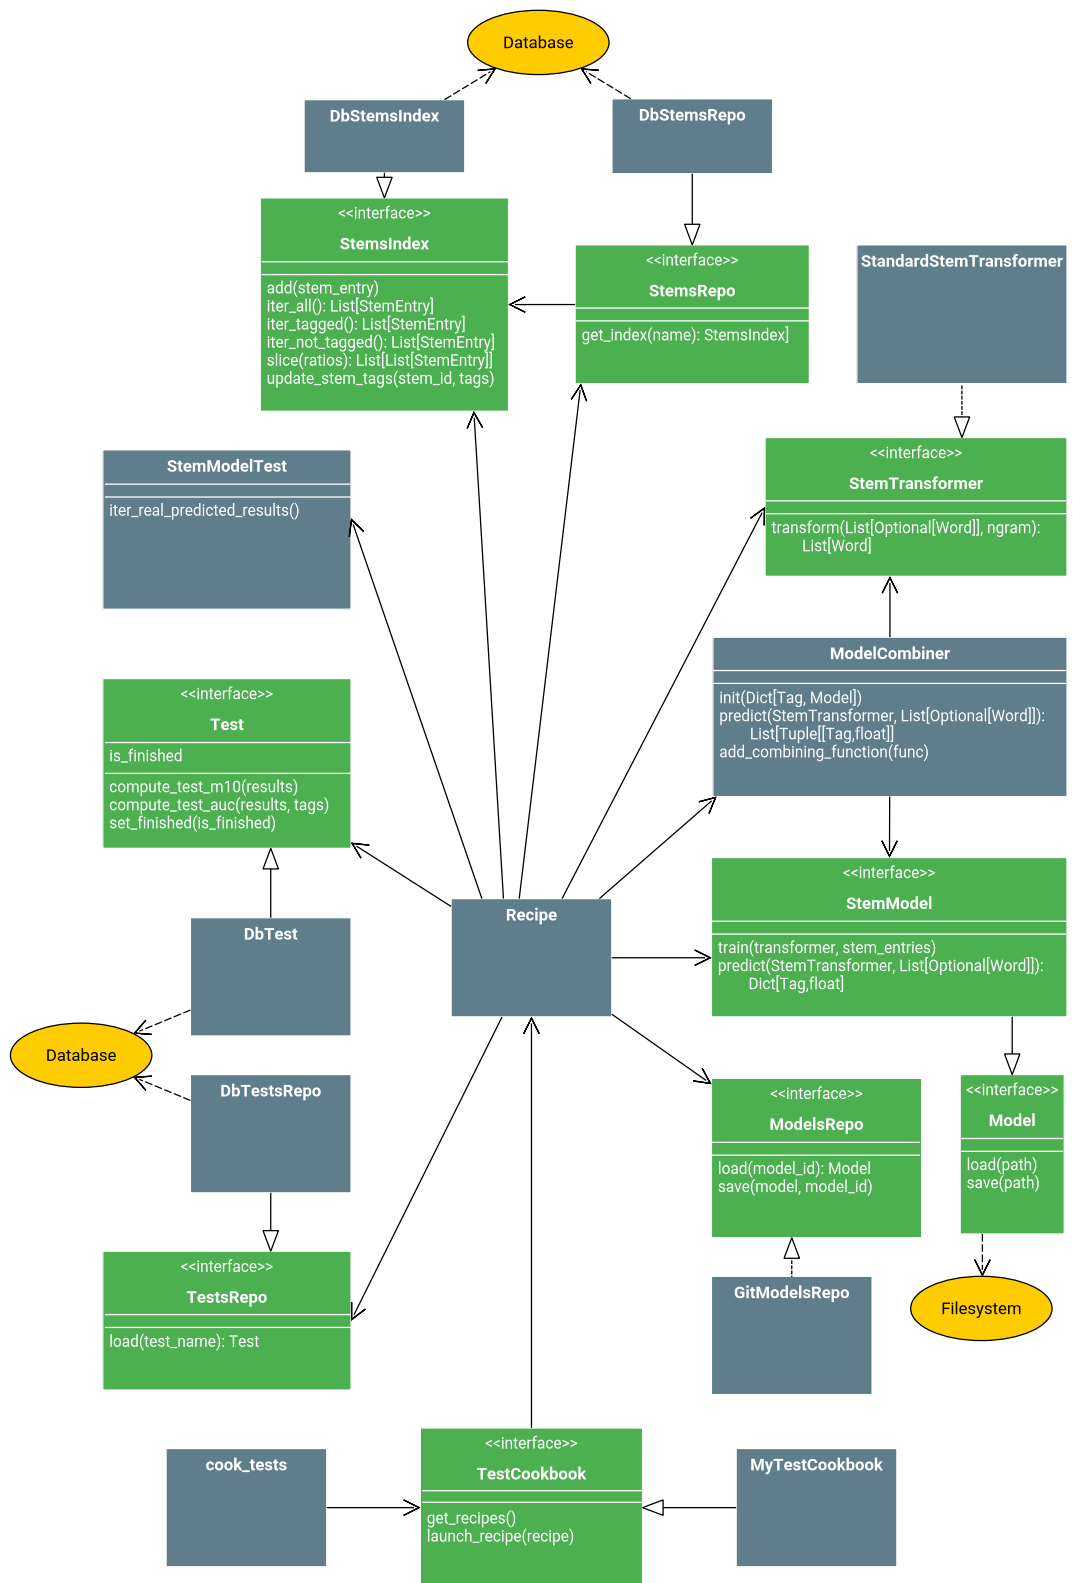 Database
DbStemsIndex
DbStemsRepo
<<interface>>
StemsIndex
add(stem_entry)
iter_all(): List[StemEntry]
iter_tagged(): List[StemEntry]
iter_not_tagged(): List[StemEntry]
slice(ratios): List[List[StemEntry]]
update_stem_tags(stem_id, tags)
<<interface>>
StemsRepo
get_index(name): StemsIndex]
StandardStemTransformer
<<interface>>
StemTransformer
transform(List[Optional[Word]], ngram):
List[Word]
StemModelTest
iter_real_predicted_results()
ModelCombiner
init(Dict[Tag, Model])
predict(StemTransformer, List[Optional[Word]]):
List[Tuple[[Tag,float]]
add_combining_function(func)
<<interface>>
Test
is_finished
compute_test_m10(results)
compute_test_auc(results, tags)
set_finished(is_finished)
<<interface>>
StemModel
train(transformer, stem_entries)
predict(StemTransformer, List[Optional[Word]]):
Dict[Tag,float]
Recipe
DbTest
Database
DbTestsRepo
<<interface>>
ModelsRepo
load(model_id): Model
save(model, model_id)
<<interface>>
Model
load(path)
save(path)
<<interface>>
TestsRepo
load(test_name): Test
GitModelsRepo
Filesystem
cook_tests
<<interface>>
TestCookbook
get_recipes()
launch_recipe(recipe)
MyTestCookbook